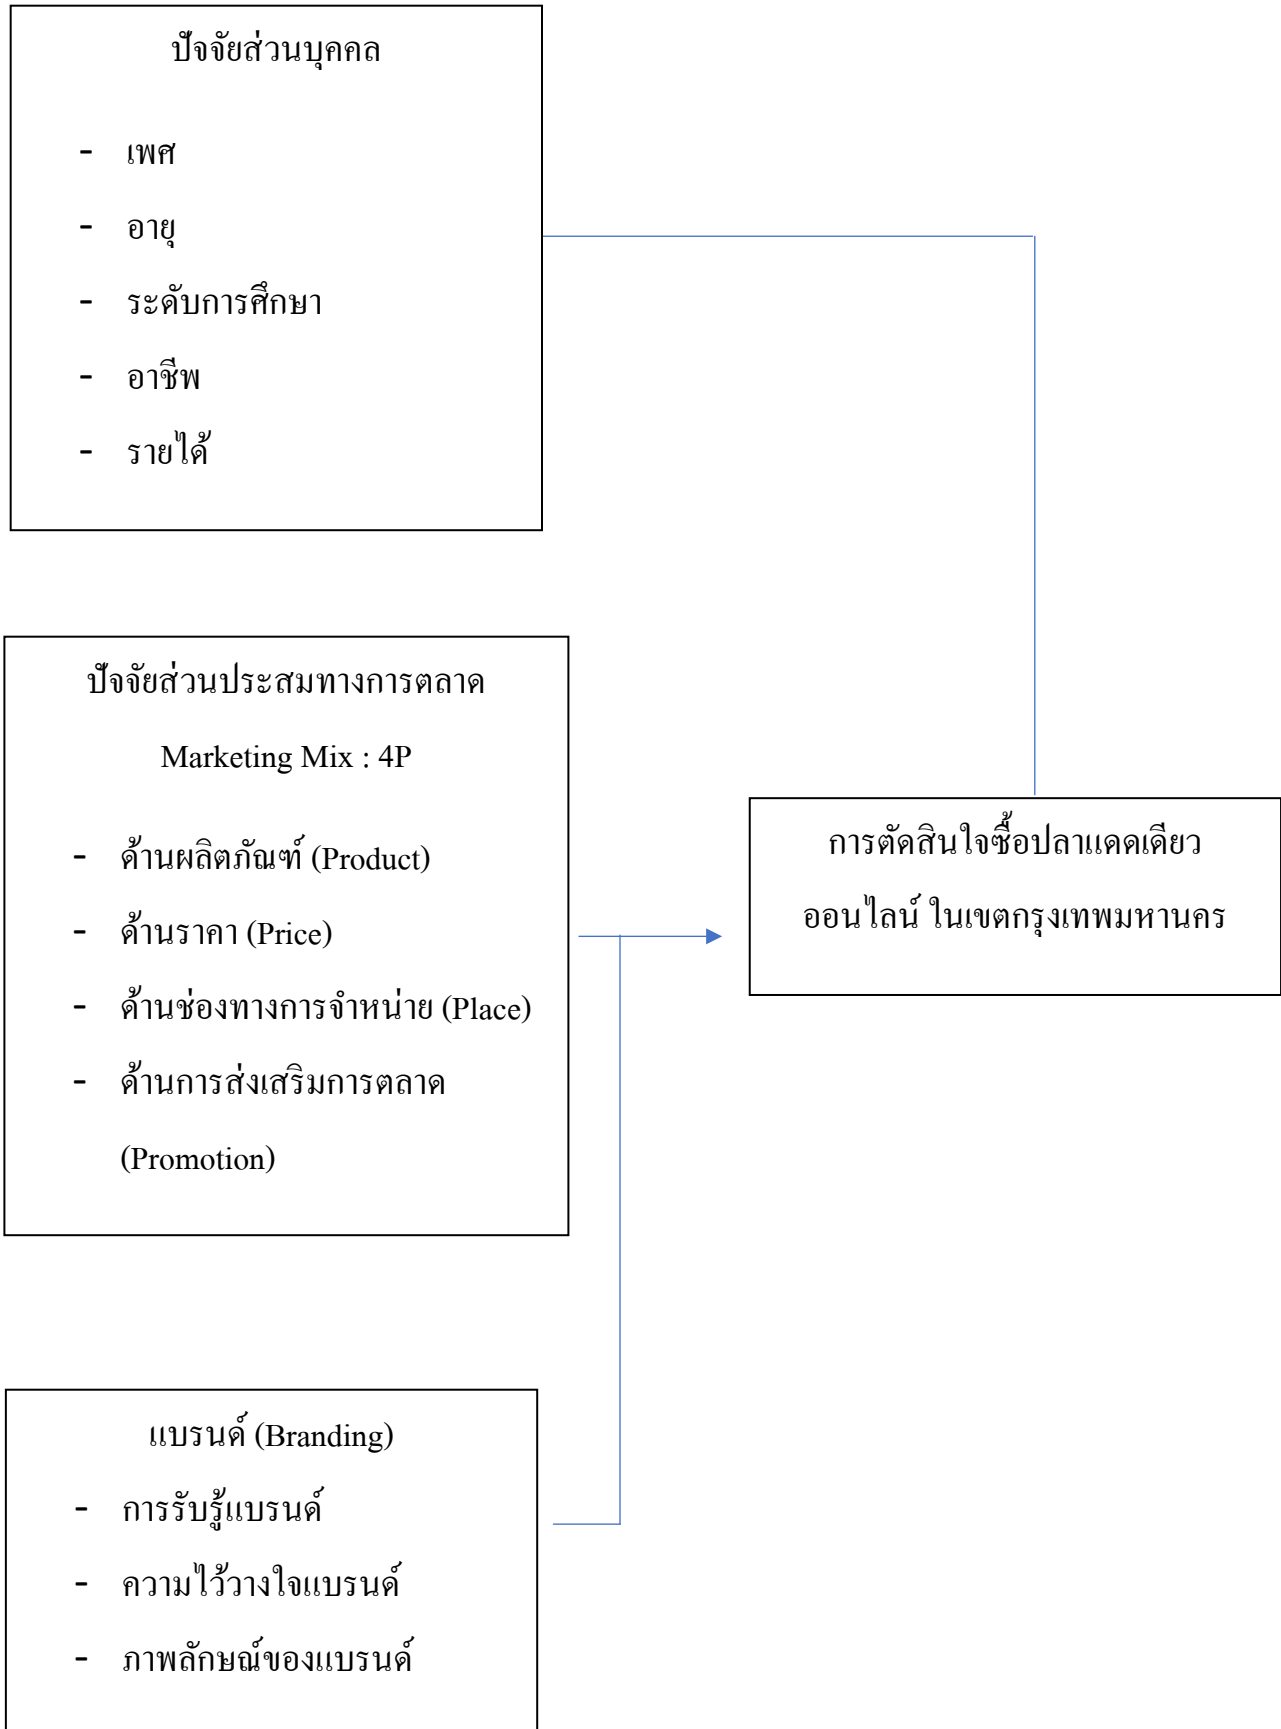 ปัจจัยส่วนบุคคล
- เพศ
- อายุ
- ระดับการศึกษา
- อาชีพ
- รายได้
ปัจจัยส่วนประสมทางการตลาด
Marketing Mix : 4P
- ด้านผลิตภัณฑ์ (Product)
- ด้านราคา (Price)
- ด้านช่องทางการจำหน่าย (Place)
- ด้านการส่งเสริมการตลาด
(Promotion)
การตัดสินใจซื้อปลาแดดเดียว
ออนไลน์ ในเขตกรุงเทพมหานคร
แบรนด์ (Branding)
- การรับรู้แบรนด์
- ความไว้วางใจแบรนด์
- ภาพลักษณ์ของแบรนด์